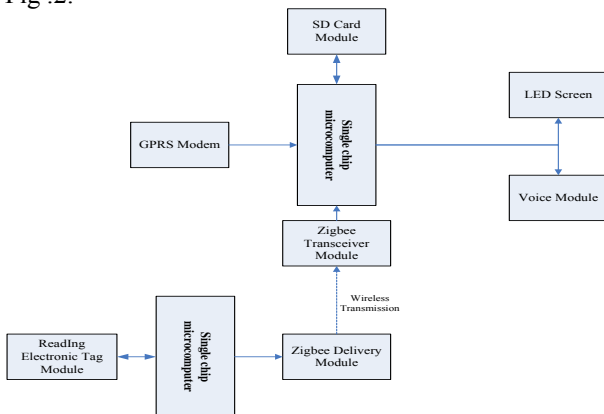 Fig .2.
SD Card
Module
LED Screen
Single chip
microcomputer
GPRS Modem
Voice Module
Zigbee
Transceiver
Module
Wireless
Transmission
ReadIng
Electronic Tag
Module
Single chip
microcomputer
Zigbee Delivery
Module